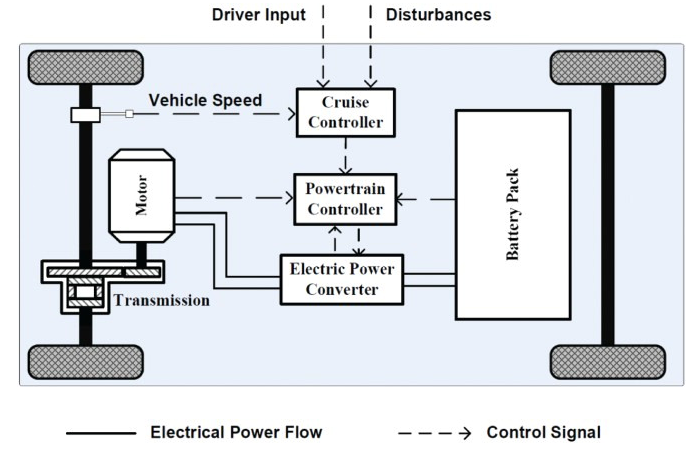 Driver Input
Disturbances
Vehicle Speed
Cruise
Controller
Motor
Powertrain
Controller
Battery Pack
Electric Power
Converter
Transmission
Electrical Power Flow
Control Signal